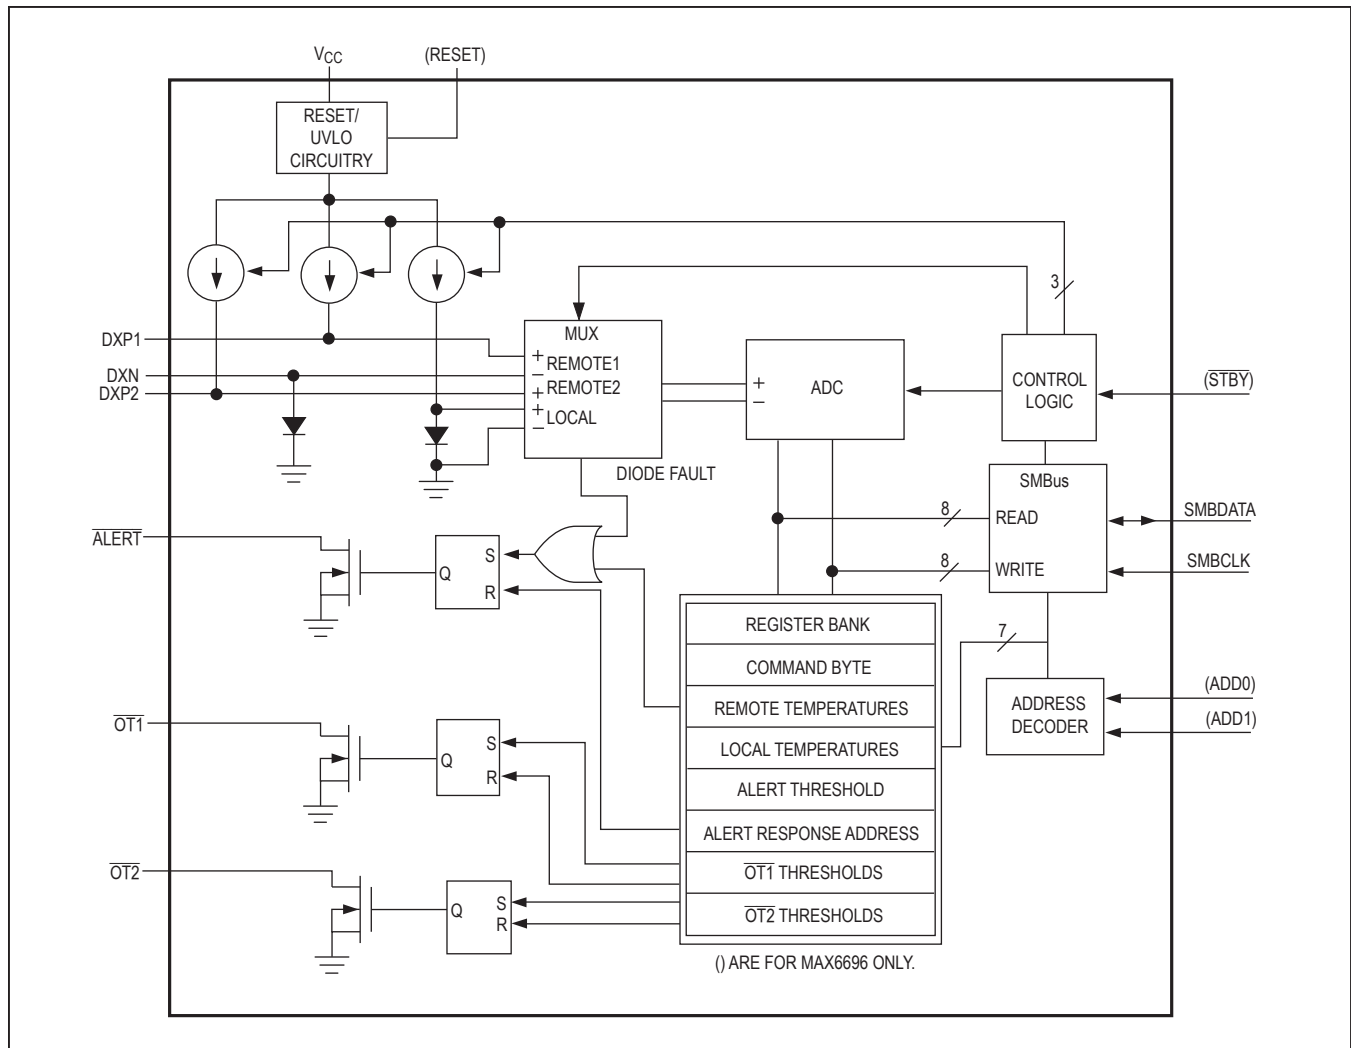 VCC
(RESET)
RESET/
UVLO
CIRCUITRY
3
DXP1
DXN
DXP2
MUX
+
REMOTE1
−
+
REMOTE2
+
LOCAL
−
+
−
ADC
CONTROL
LOGIC
(STBY)
DIODE FAULT
SMBus
READ
WRITE
8
8
SMBDATA
SMBCLK
ALERT
S
Q
R
7
ADDRESS
DECODER
(ADD0)
(ADD1)
REGISTER BANK
COMMAND BYTE
REMOTE TEMPERATURES
LOCAL TEMPERATURES
ALERT THRESHOLD
ALERT RESPONSE ADDRESS
OT1 THRESHOLDS
OT2 THRESHOLDS
OT1
S
Q
R
OT2
S
Q
R
() ARE FOR MAX6696 ONLY.